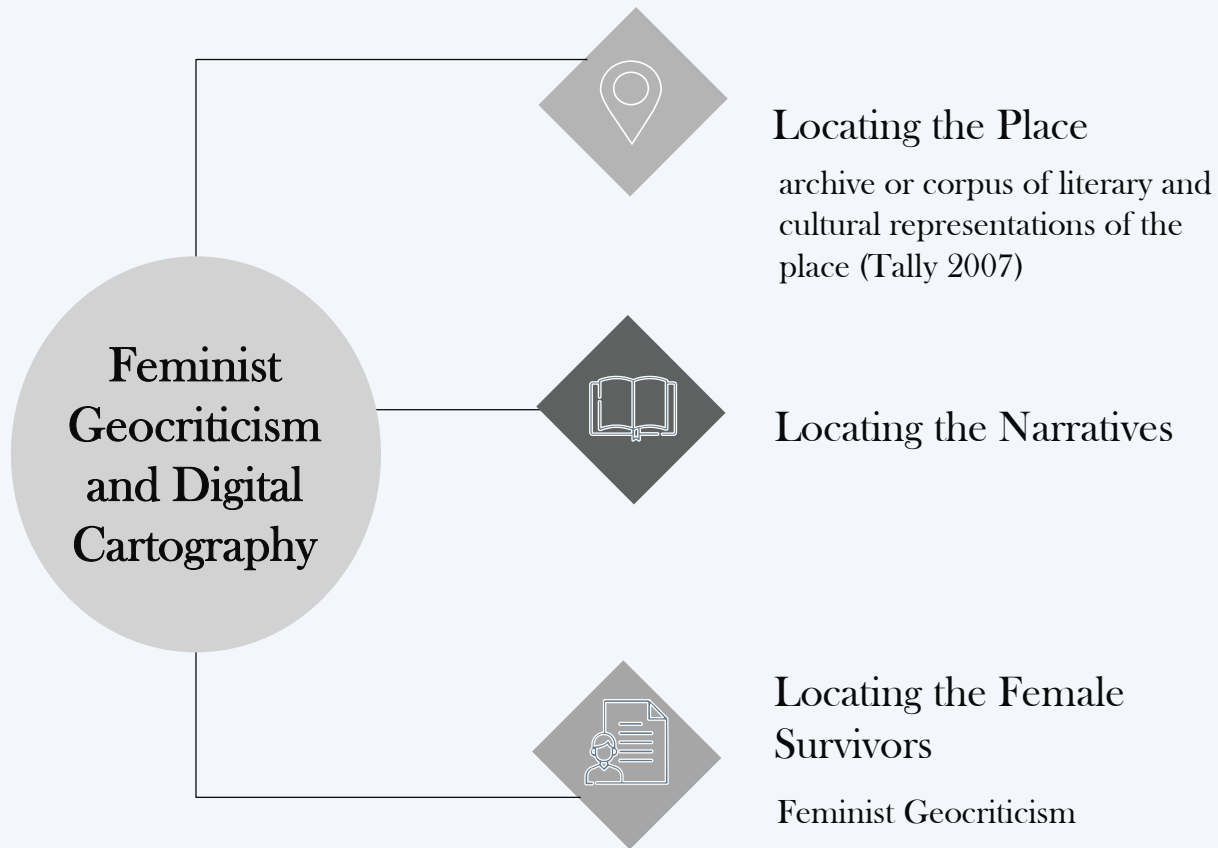 Feminist
Geocriticism
and Digital
Cartography
Locating the Place
archive or corpus of literary and
cultural representations of the
place (Tally 2007)
Locating the Narratives
Locating the Female
Survivors
Feminist Geocriticism